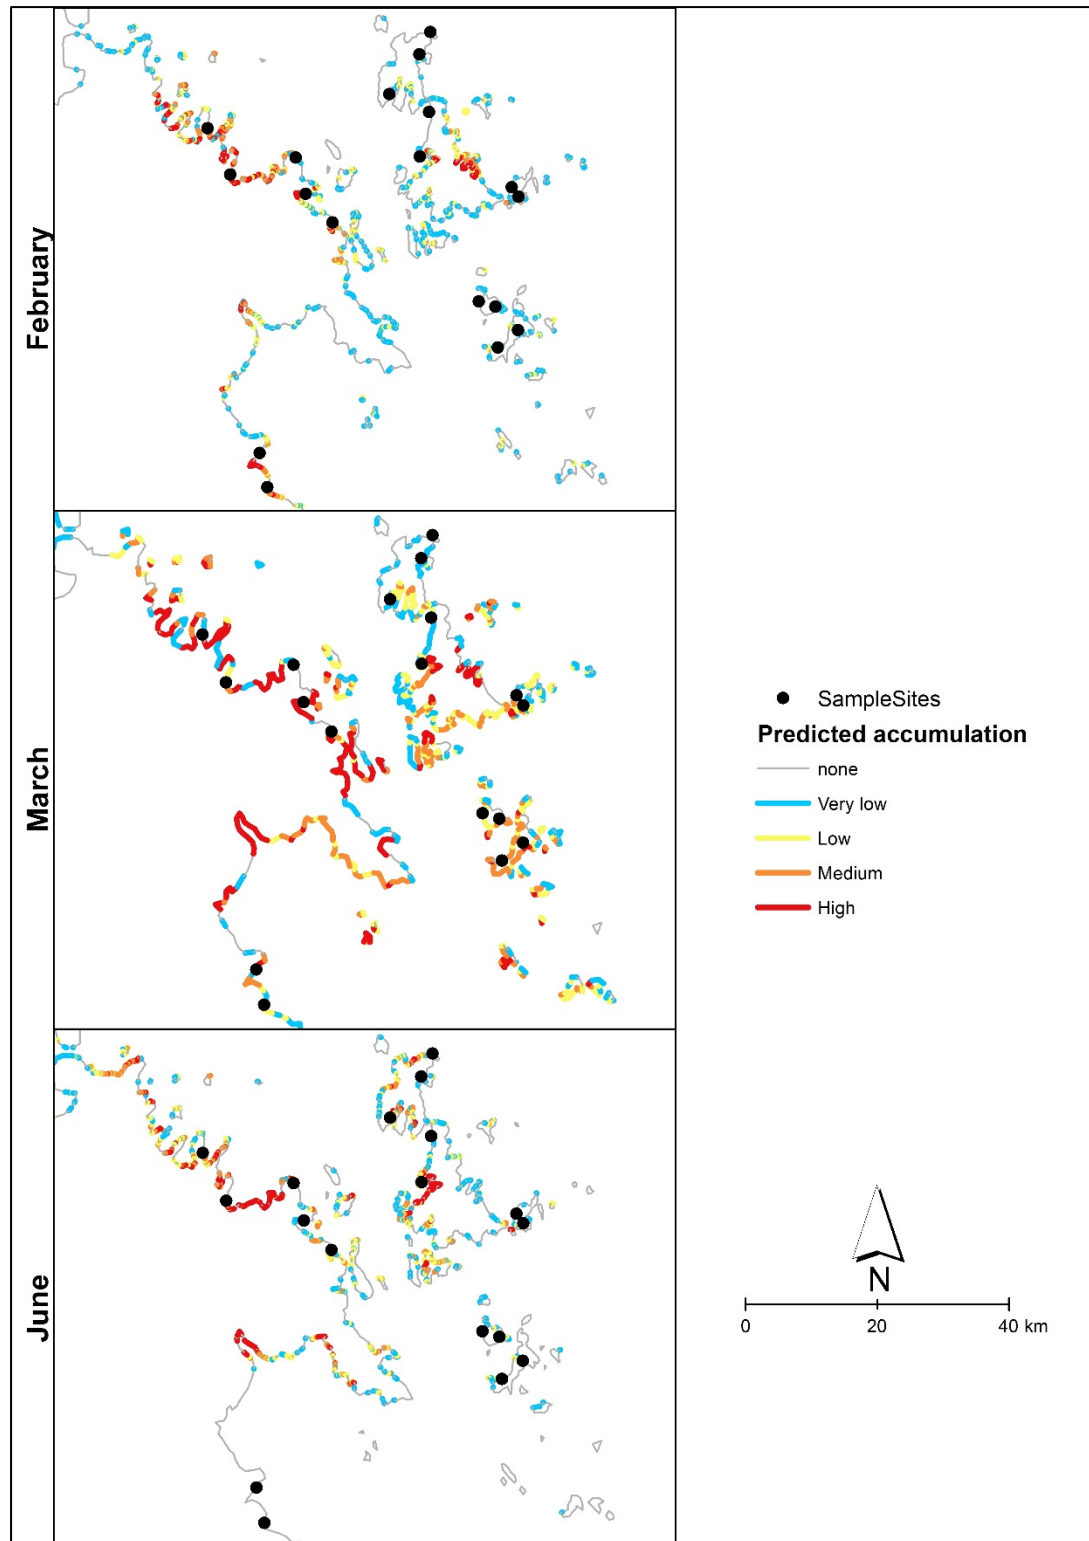 February
March
June
SampleSites
Predicted accumulation
none
Very low
Low
Medium
High
N
0 20 40 km